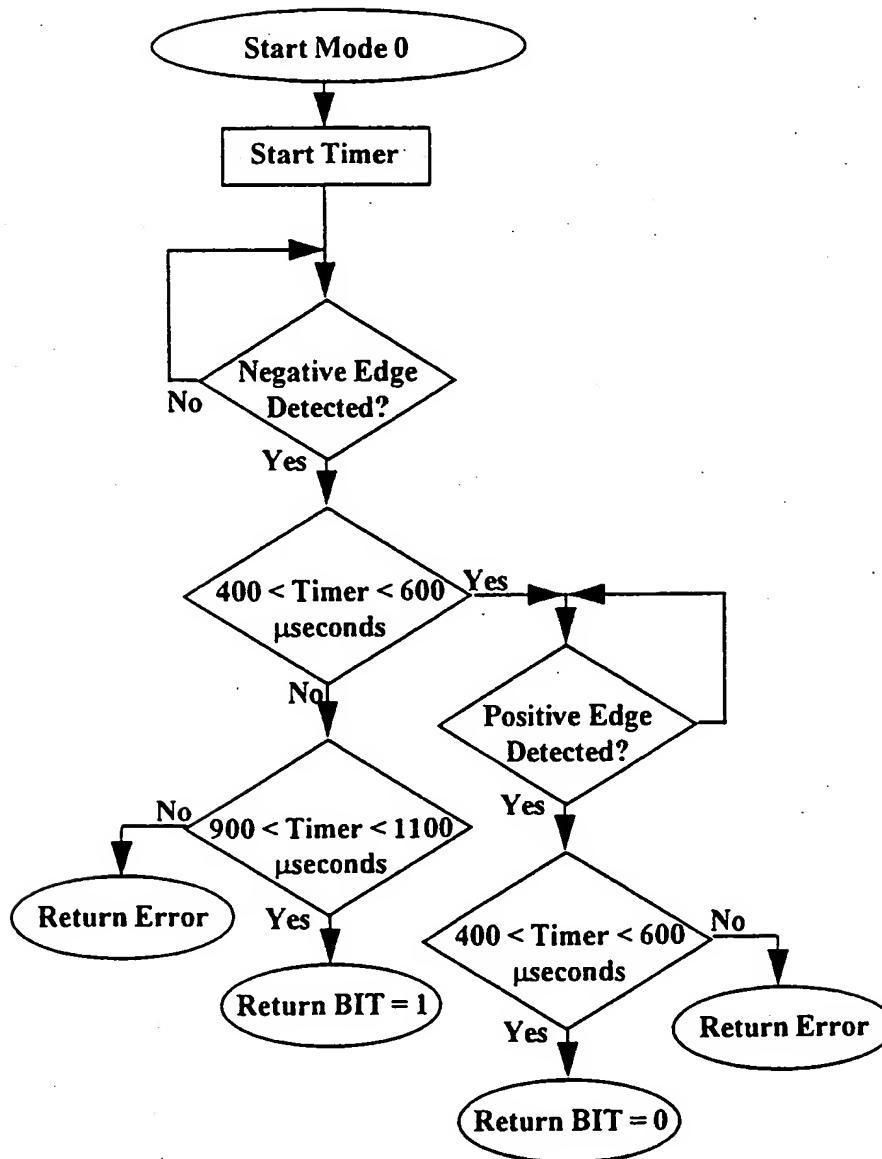 Start Mode 0
Start Timer
Negative Edge
Detected?
No
Yes
400 < Timer < 600
µseconds
Yes
No
Positive Edge
Detected?
Yes
900 < Timer < 1100
µseconds
No
Yes
Return Error
Return BIT = 1
400 < Timer < 600
µseconds
No
Yes
Return Error
Return BIT = 0